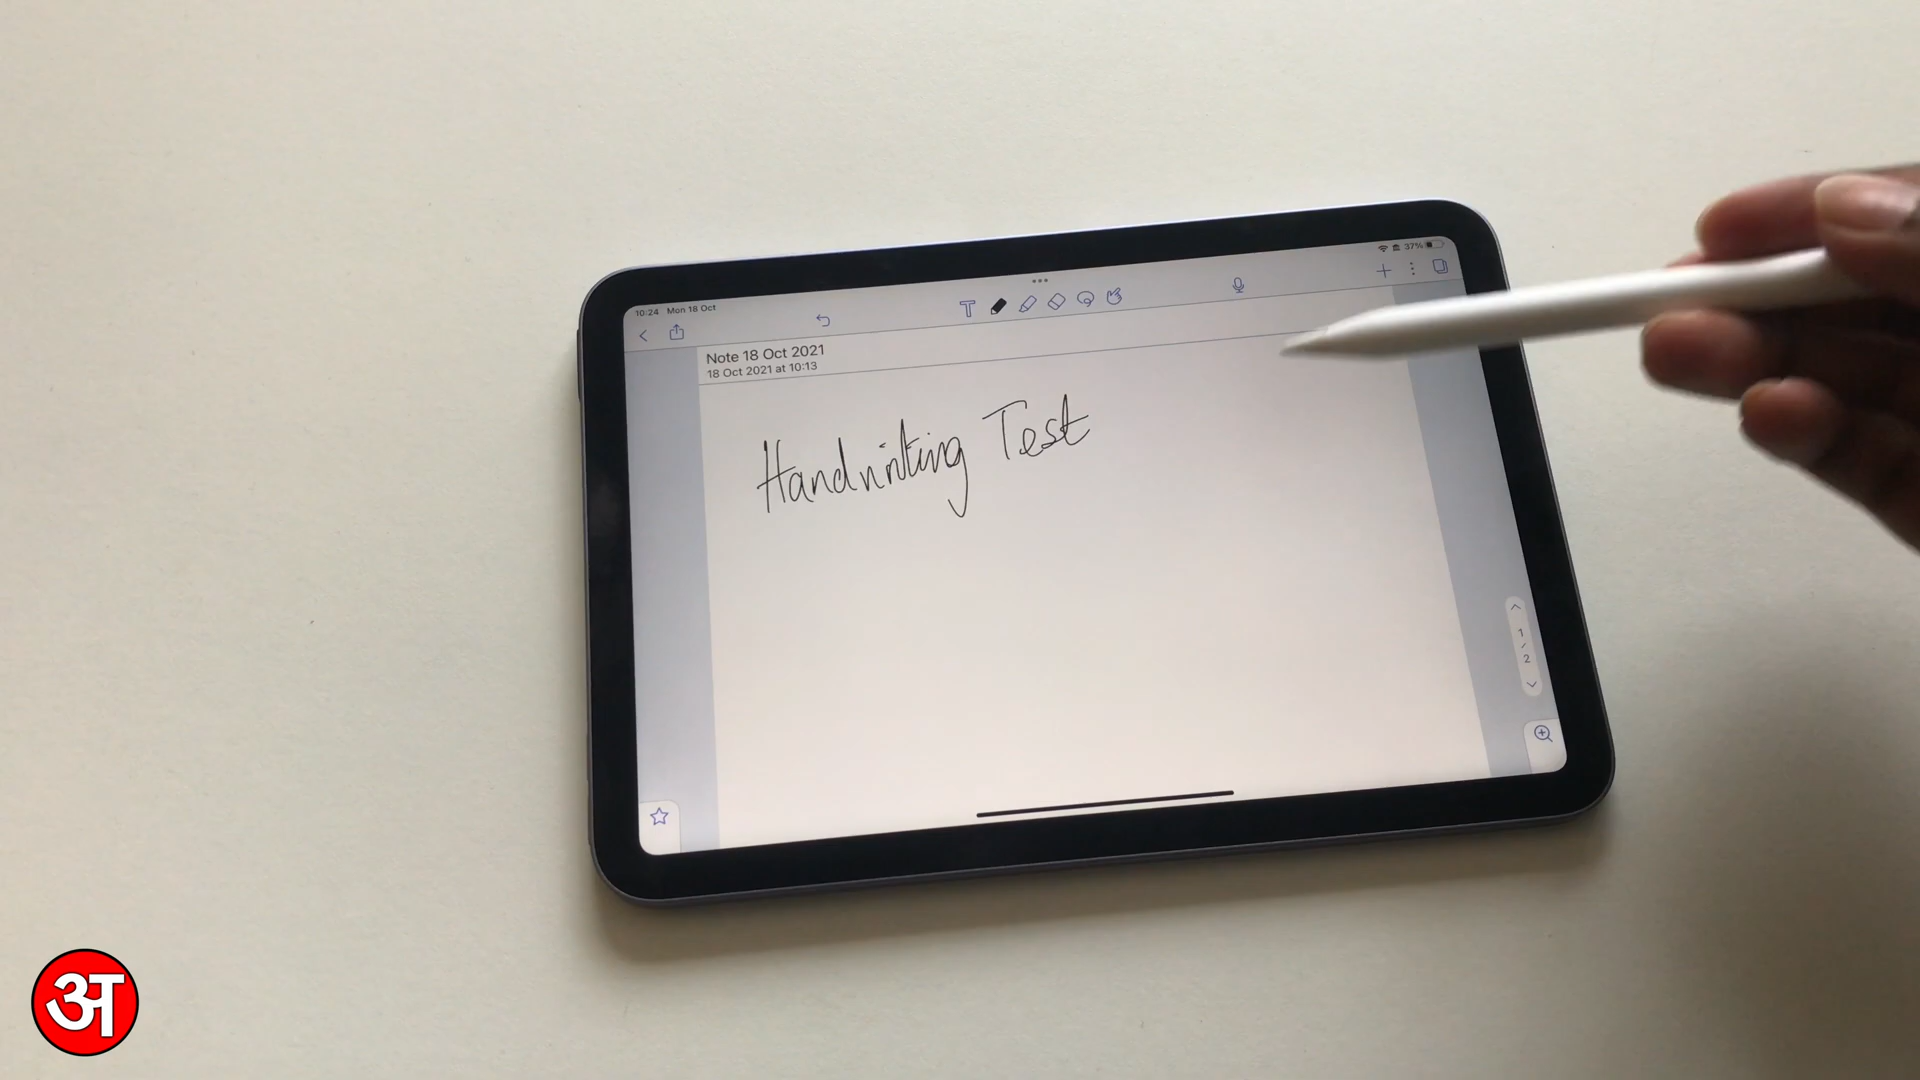 10:24 Mon 18 Oct
37%
Note 18 Oct 2021
18 Oct 2021 at 10:13
Handwriting Test
1
/
2
अ